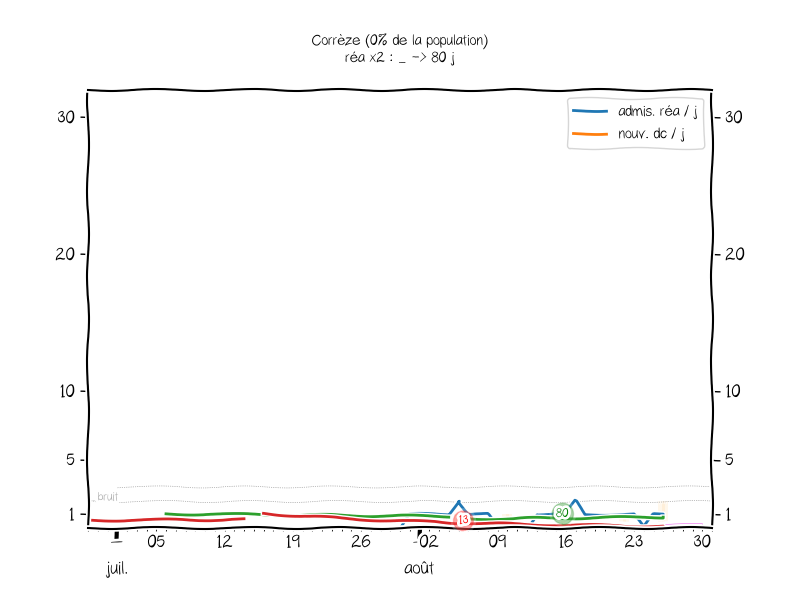 Corrèze (0% de la population)
réa x2 : _ -> 80 j
admis. réa / j
nouv. dc / j
30
30
20
20
10
10
5
5
bruit
1
1
13
80
05 12 19 26 02 09 16 23 30
juil. août